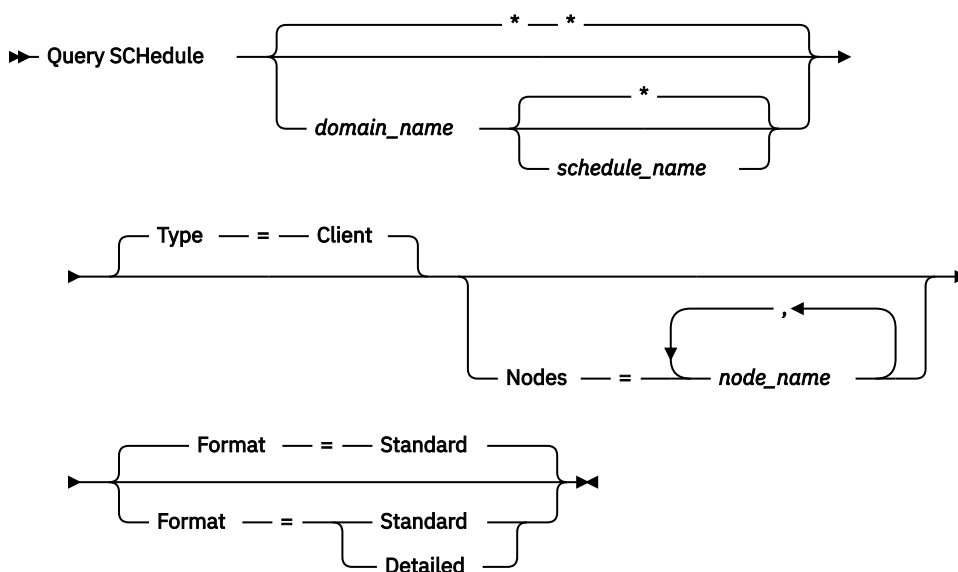 * *
Query SCHedule
*
domain_name
schedule_name
Type = Client
,
Nodes = node_name
Format = Standard
Format = Standard
Detailed